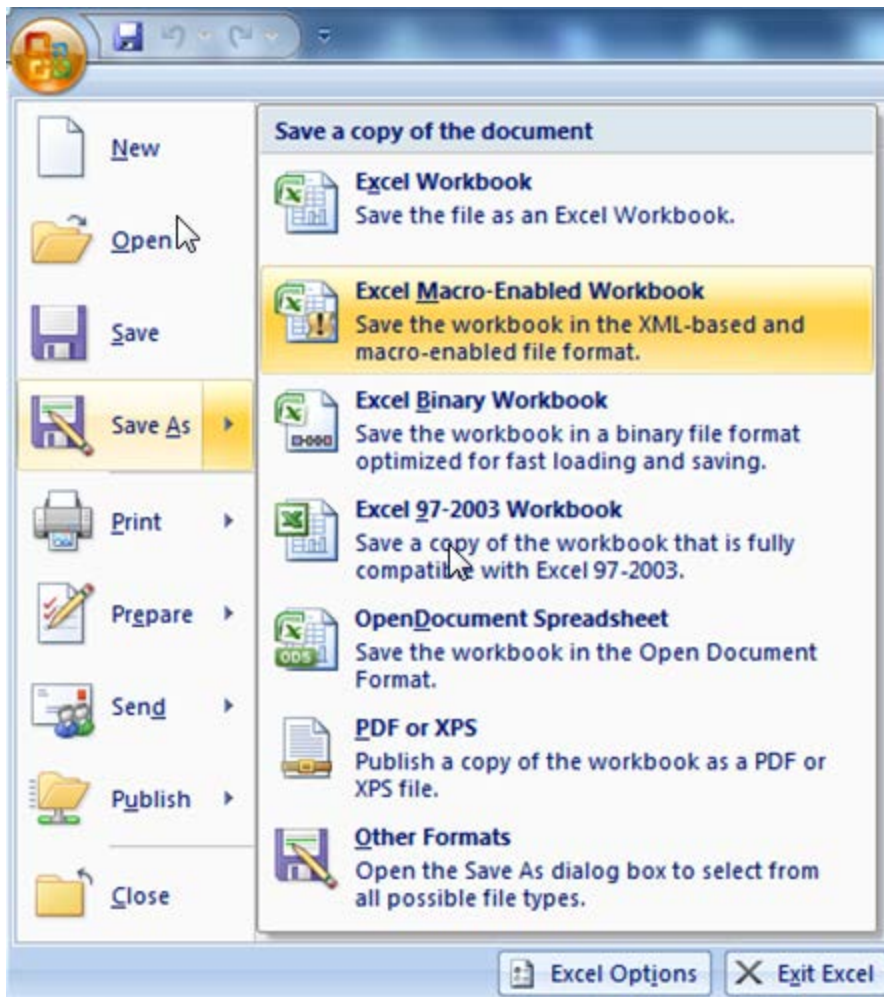 New
Open
Save
Save As
Print
Prepare
Send
Publish
Close
Save a copy of the document
Excel Workbook
Save the file as an Excel Workbook.
Excel Macro-Enabled Workbook
Save the workbook in the XML-based and
macro-enabled file format.
Excel Binary Workbook
Save the workbook in a binary file format
optimized for fast loading and saving.
Excel 97-2003 Workbook
Save a copy of the workbook that is fully
compatible with Excel 97-2003.
OpenDocument Spreadsheet
ODS
Save the workbook in the Open Document
Format.
PDF or XPS
Publish a copy of the workbook as a PDF or
XPS file.
Other Formats
Open the Save As dialog box to select from
all possible file types.
Excel Options
Exit Excel